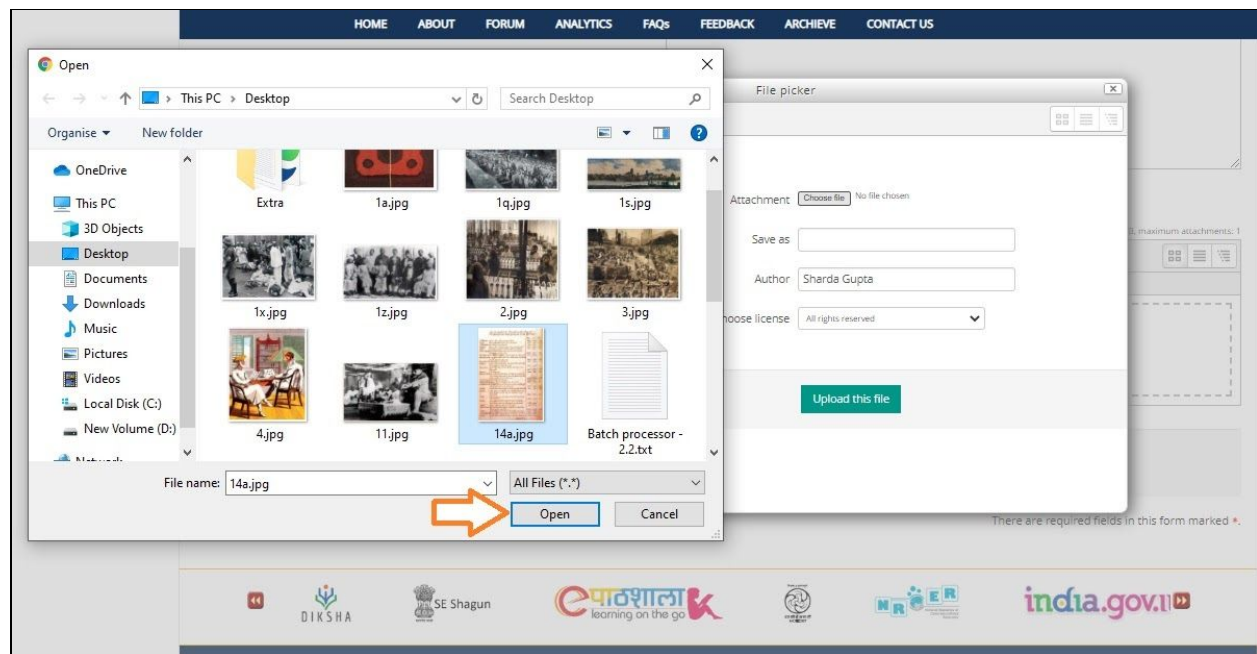 HOME ABOUT FORUM ANALYTICS FAQs FEEDBACK ARCHIEVE CONTACT US
Open
This PC > Desktop
Search Desktop
Organise
New folder
OneDrive
This PC
3D Objects
Desktop
Documents
Downloads
Music
Pictures
Videos
Local Disk (C:)
New Volume (D:)
Network
Extra
1a.jpg
1q.jpg
1s.jpg
1x.jpg
1z.jpg
2.jpg
3.jpg
4.jpg
11.jpg
14a.jpg
Batch processor -
2.2.txt
File name: 14a.jpg
All Files (*.*)
Open
Cancel
File picker
Attachment Choose file No file chosen
Save as
Author Sharda Gupta
hoose license All rights reserved
Upload this file
, maximum attachments: 1
There are required fields in this form marked *.
DIKSHA
SE Shagun
eपाठशाला
learning on the go
NRŒR
india.gov.i